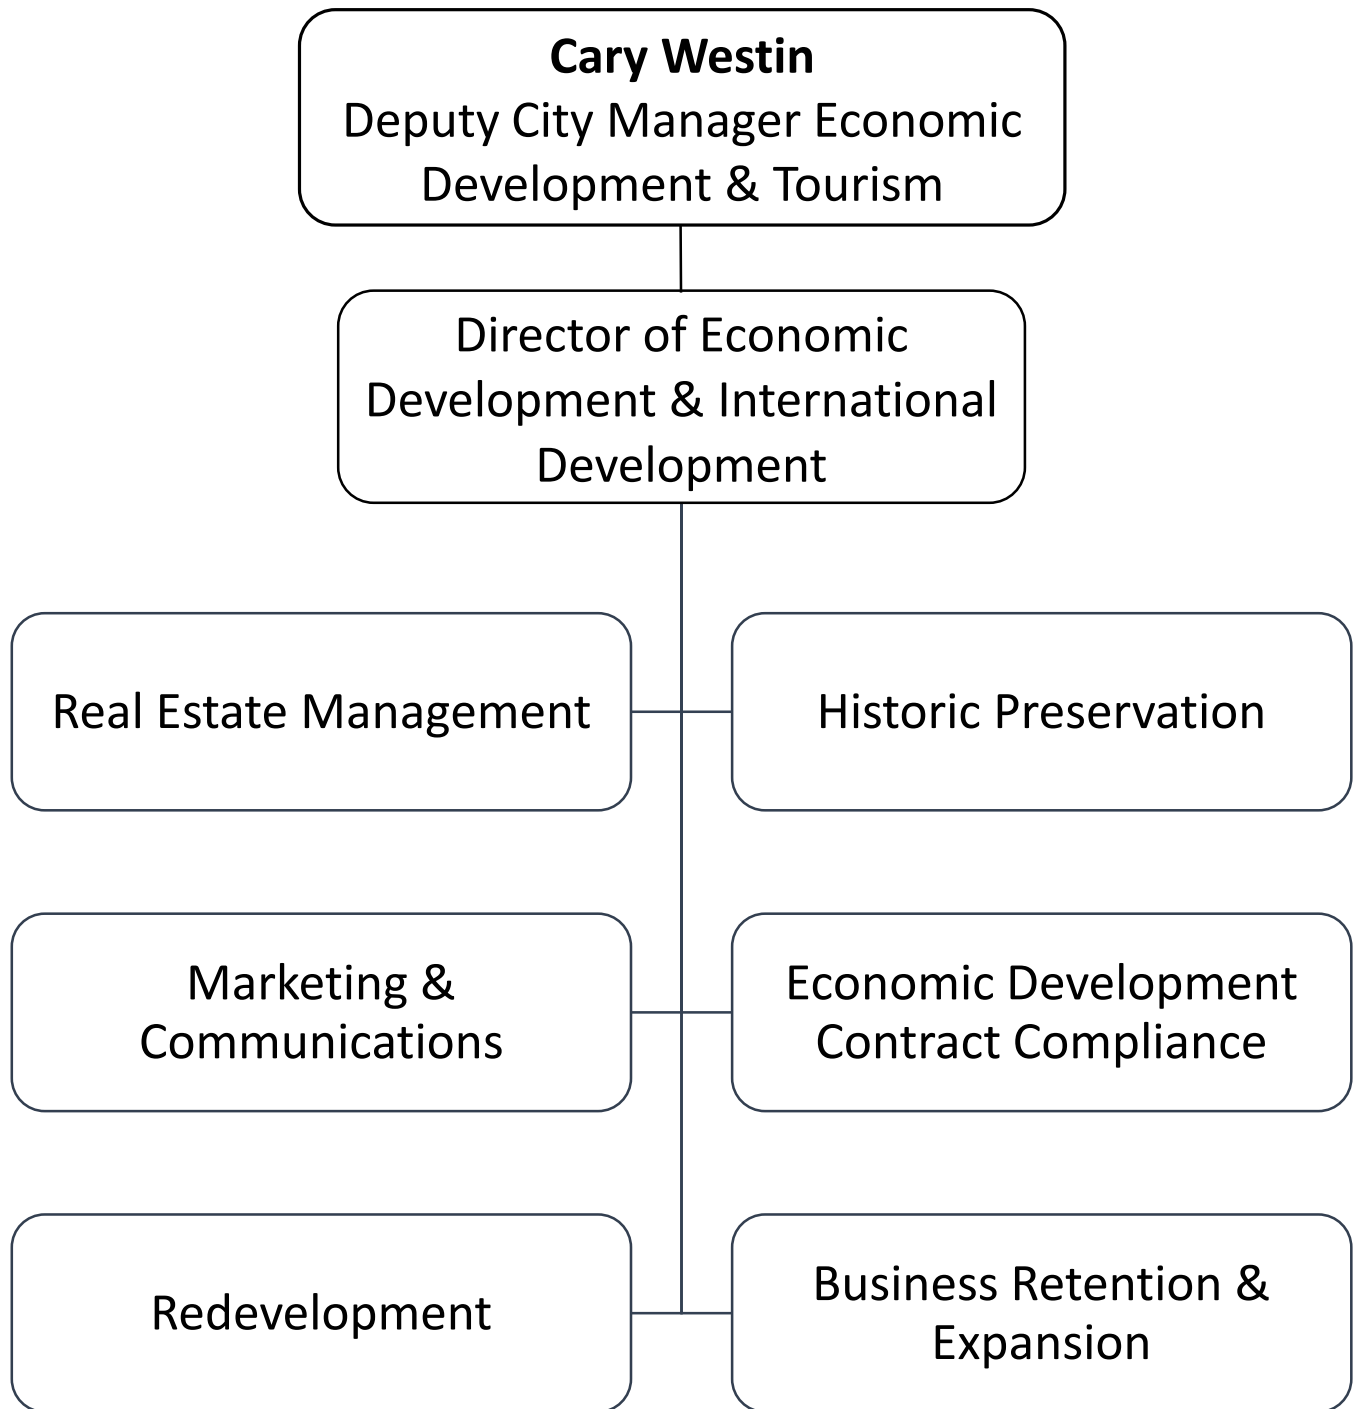 Cary Westin
Deputy City Manager Economic
Development & Tourism
Director of Economic
Development & International
Development
Real Estate Management
Historic Preservation
Marketing &
Communications
Economic Development
Contract Compliance
Redevelopment
Business Retention &
Expansion